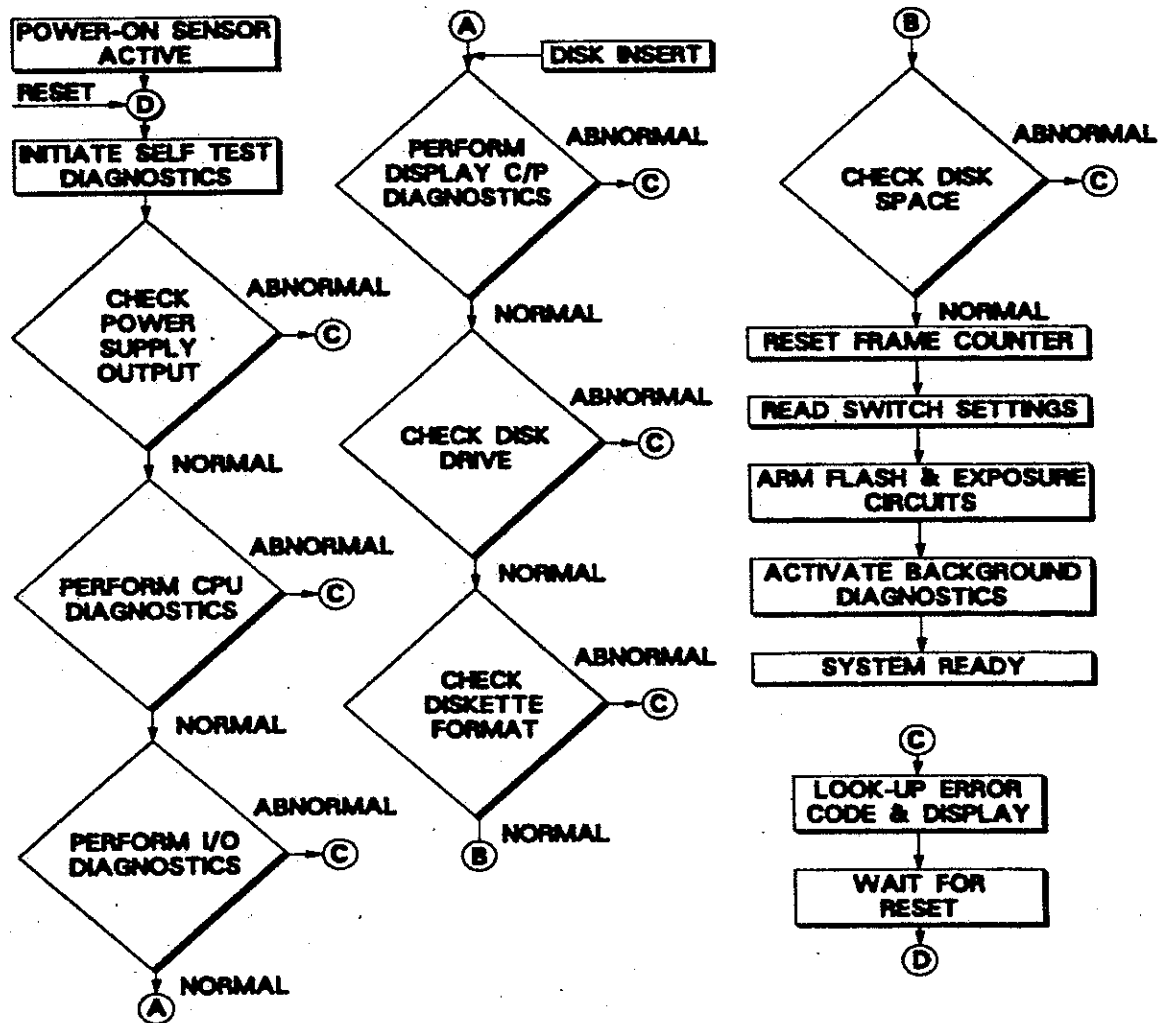 POWER-ON SENSOR
ACTIVE
RESET
D
INITIATE SELF TEST
DIAGNOSTICS
CHECK
POWER
SUPPLY
OUTPUT
ABNORMAL
C
NORMAL
PERFORM CPU
DIAGNOSTICS
ABNORMAL
C
NORMAL
PERFORM I/O
DIAGNOSTICS
ABNORMAL
C
NORMAL
A
A
DISK INSERT
PERFORM
DISPLAY C/P
DIAGNOSTICS
ABNORMAL
C
NORMAL
CHECK DISK
DRIVE
ABNORMAL
C
NORMAL
CHECK
DISKETTE
FORMAT
ABNORMAL
C
NORMAL
B
B
CHECK DISK
SPACE
ABNORMAL
C
NORMAL
RESET FRAME COUNTER
READ SWITCH SETTINGS
ARM FLASH & EXPOSURE
CIRCUITS
ACTIVATE BACKGROUND
DIAGNOSTICS
SYSTEM READY
C
LOOK-UP ERROR
CODE & DISPLAY
WAIT FOR
RESET
D